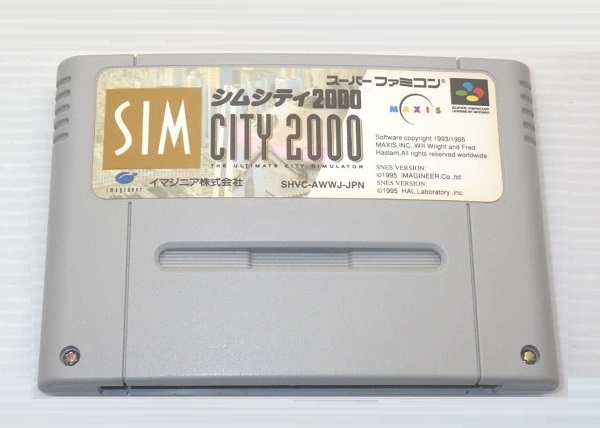 スーパーファミコン®
シムシティ2000
SIM
CITY 2000
THE ULTIMATE CITY SIMULATOR
MAXIS
SUPER FAMICOM
LICENSED BY NINTENDO
Software copyright 1993/1995
MAXIS,INC.,Will Wright and Fred
Haslam.All rights reserved worldwide.
SNES VERSION:
©1995 IMAGINEER Co.,ltd.
SNES VERSION:
©1995 HAL Laboratory,inc.
imagineer
イマジニア株式会社
SHVC-AWWJ-JPN